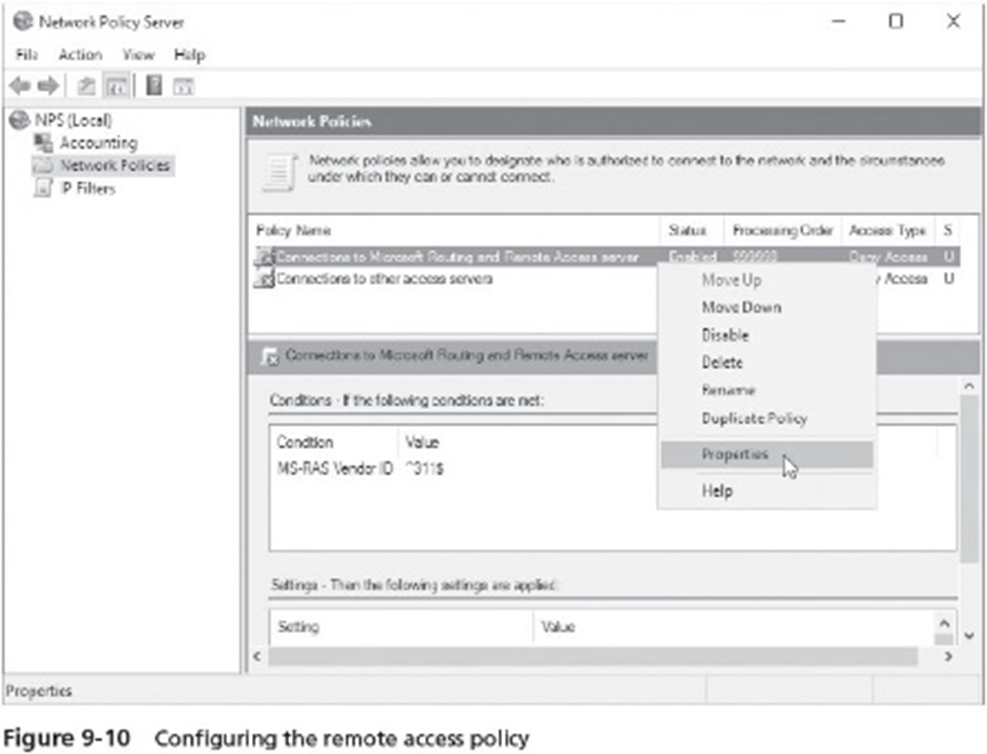 Network Policy Server
File Action View Help
NPS (Local)
Accounting
Network Policies
IP Filters
Network Policies
Network policies allow you to designate who is authorized to connect to the network and the circumstances
under which they can or cannot connect.
Policy Name Status Processing Order Access Type S
Connections to Microsoft Routing and Remote Access server Enabled 999998 Deny Access U
Connections to other access servers y Access U
Move Up
Move Down
Disable
Delete
Rename
Duplicate Policy
Properties
Help
Connections to Microsoft Routing and Remote Access server
Conditions - If the following conditions are met:
Condition Value
MS-RAS Vendor ID ^311$
Settings - Then the following settings are applied:
Setting Value
Properties
Figure 9-10 Configuring the remote access policy